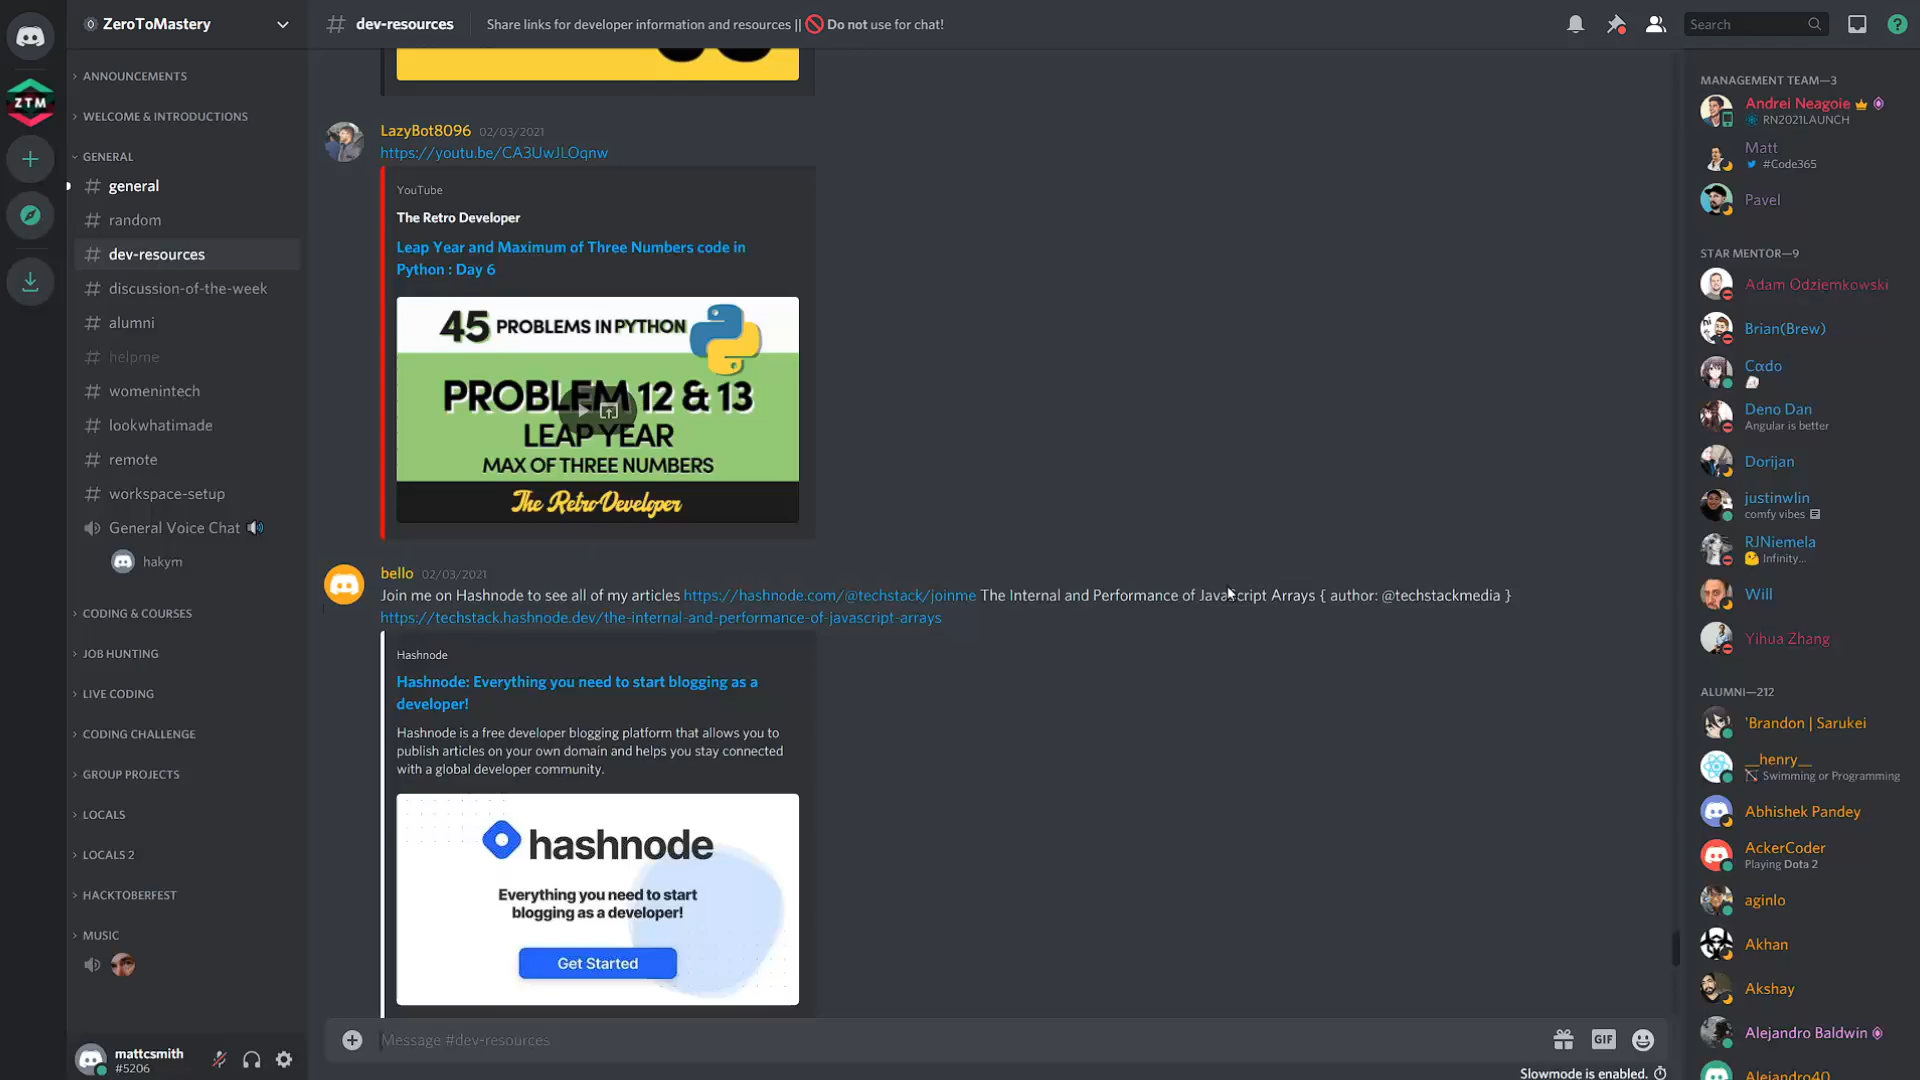 ZeroToMastery
dev-resources
Share links for developer information and resources || 🚫 Do not use for chat!
Search
ZTM
ANNOUNCEMENTS
WELCOME & INTRODUCTIONS
GENERAL
general
random
dev-resources
discussion-of-the-week
alumni
helpme
womenintech
lookwhatimade
remote
workspace-setup
General Voice Chat
hakym
CODING & COURSES
JOB HUNTING
LIVE CODING
CODING CHALLENGE
GROUP PROJECTS
LOCALS
LOCALS 2
HACKTOBERFEST
MUSIC
mattcsmith
#5206
LazyBot8096 02/03/2021
https://youtu.be/CA3UwJLOqnw
YouTube
The Retro Developer
Leap Year and Maximum of Three Numbers code in
Python : Day 6
45 PROBLEMS IN PYTHON
PROBLEM 12 & 13
LEAP YEAR
MAX OF THREE NUMBERS
The Retro Developer
bello 02/03/2021
Join me on Hashnode to see all of my articles https://hashnode.com/@techstack/joinme The Internal and Performance of Javascript Arrays { author: @techstackmedia }
https://techstack.hashnode.dev/the-internal-and-performance-of-javascript-arrays
Hashnode
Hashnode: Everything you need to start blogging as a
developer!
Hashnode is a free developer blogging platform that allows you to
publish articles on your own domain and helps you stay connected
with a global developer community.
hashnode
Everything you need to start
blogging as a developer!
Get Started
Message #dev-resources
GIF
Slowmode is enabled.
MANAGEMENT TEAM—3
Andrei Neagoie
RN2021LAUNCH
Matt
#Code365
Pavel
STAR MENTOR—9
Adam Odziemkowski
Brian(Brew)
Cαdo
Deno Dan
Angular is better
Dorijan
justinwlin
comfy vibes
RJNiemela
Infinity...
Will
Yihua Zhang
ALUMNI—212
'Brandon | Sarukei
__henry__
Swimming or Programming
Abhishek Pandey
AckerCoder
Playing Dota 2
aginlo
Akhan
Akshay
Alejandro Baldwin
Alejandro40